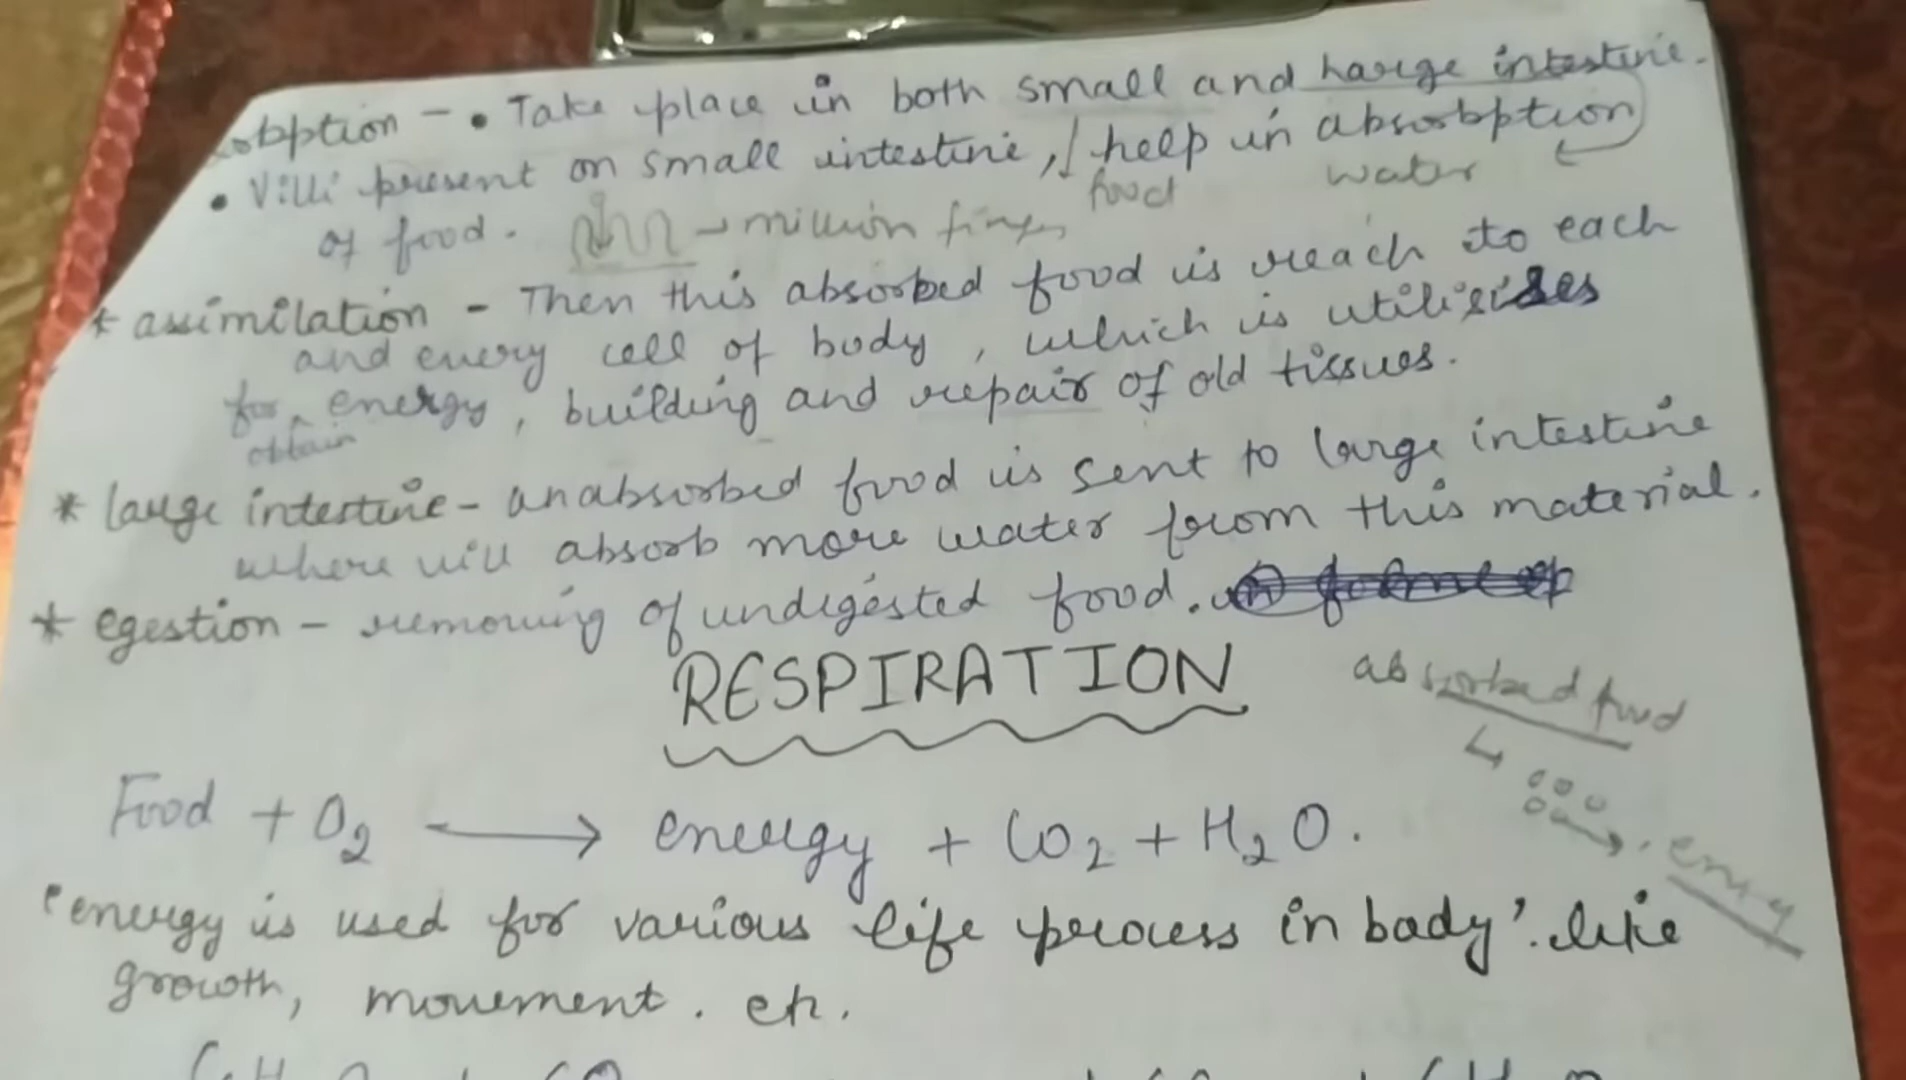 obption - • Take place in both small and large intestine.
• Villi present on small intestine, help in absorbption
food water
of food. → million
* assimilation - Then this absorbed food is reach to each
and every cell of body, which is utilises
for energy, building and repair of old tissues.
obtain
* large intestine - unabsorbed food is sent to large intestine
where will absorb more water from this material.
* egestion - removing of undigested food.
RESPIRATION
absorbed food
Food + O₂ → energy + CO₂ + H₂O.
'energy is used for various life process in body'. like
growth, movement. etc.